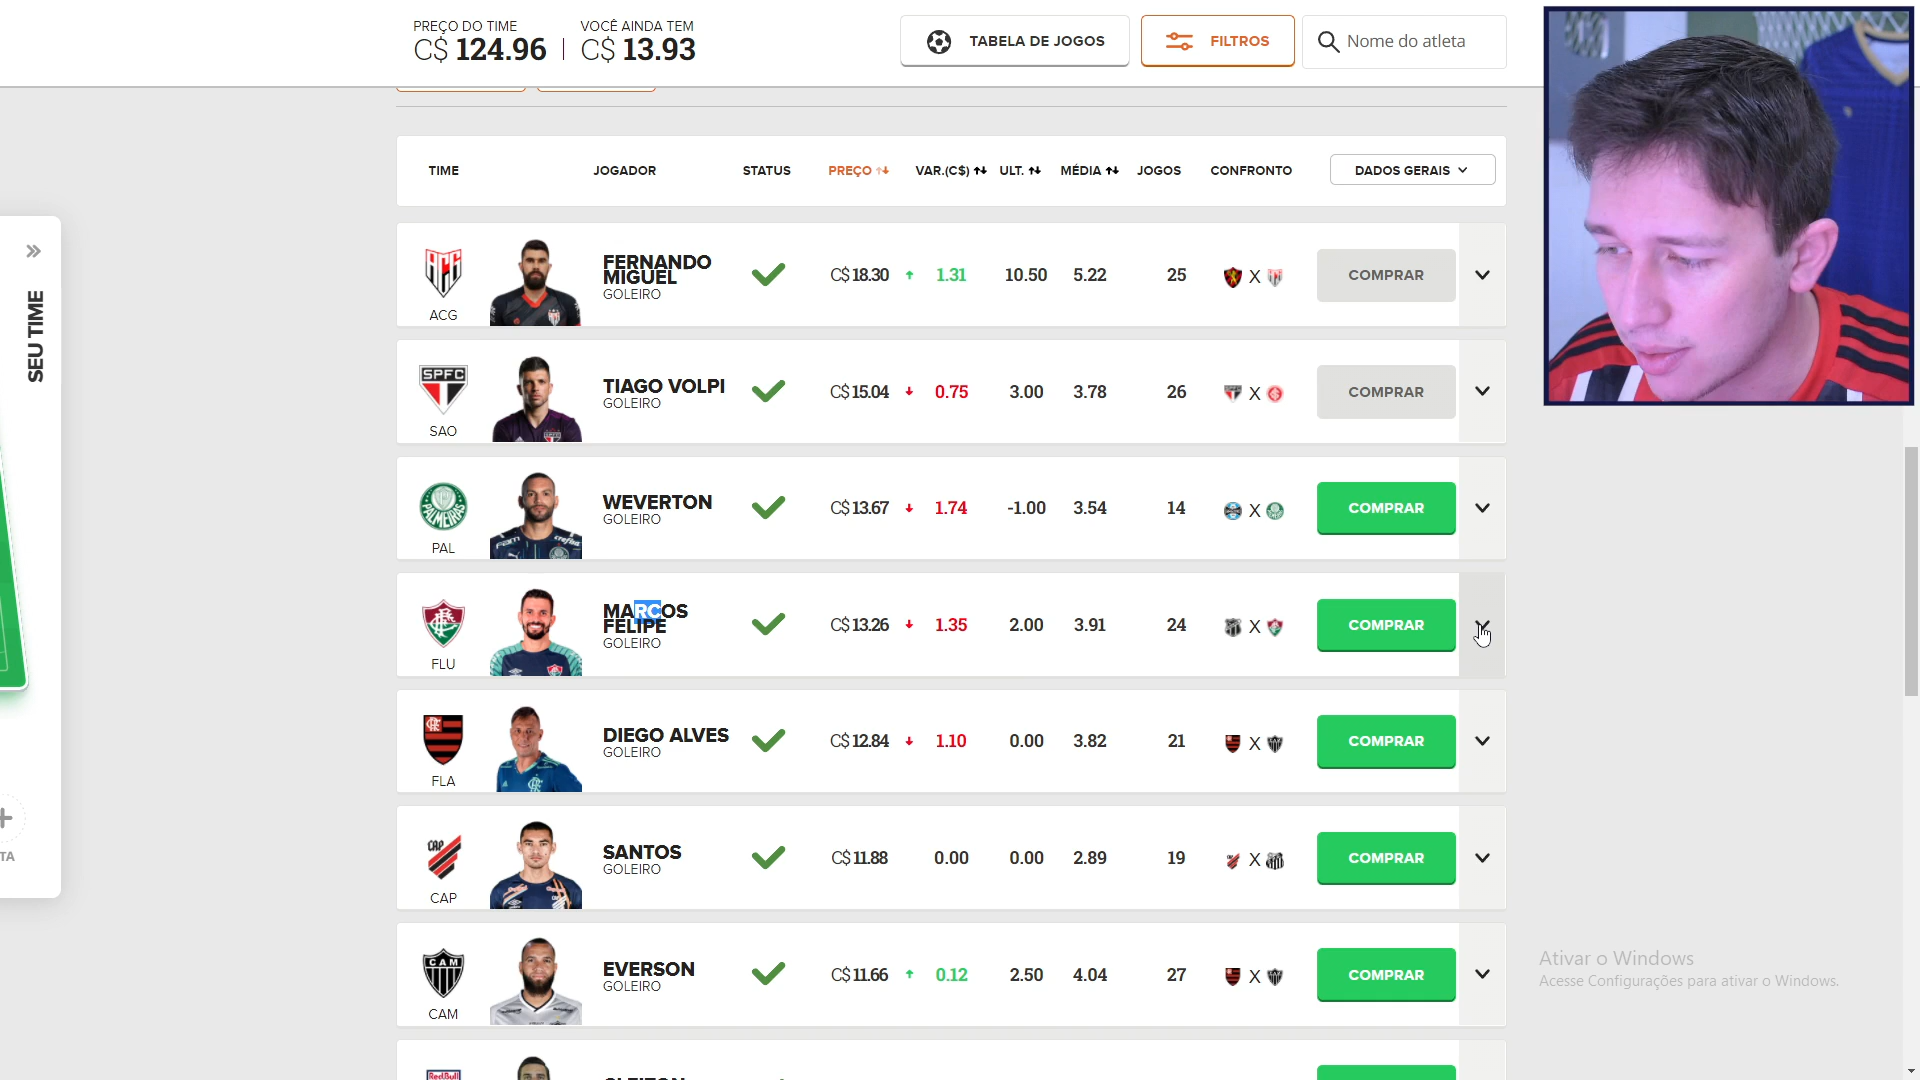 PREÇO DO TIME
C$ 124.96
VOCÊ AINDA TEM
C$ 13.93
TABELA DE JOGOS
FILTROS
Nome do atleta
SEU TIME
TA
TIME JOGADOR STATUS PREÇO VAR.(C$) ULT. MÉDIA JOGOS CONFRONTO DADOS GERAIS
ACG
FERNANDO
MIGUEL
GOLEIRO
C$ 18.30 1.31 10.50 5.22 25 X COMPRAR
SPFC
SAO
TIAGO VOLPI
GOLEIRO
C$ 15.04 0.75 3.00 3.78 26 X COMPRAR
PALMEIRAS
PAL
WEVERTON
GOLEIRO
C$ 13.67 1.74 -1.00 3.54 14 X COMPRAR
FLU
MARCOS
FELIPE
GOLEIRO
C$ 13.26 1.35 2.00 3.91 24 X COMPRAR
FLA
DIEGO ALVES
GOLEIRO
C$ 12.84 1.10 0.00 3.82 21 X COMPRAR
CAP
CAP
SANTOS
GOLEIRO
C$ 11.88 0.00 0.00 2.89 19 X COMPRAR
CAM
CAM
EVERSON
GOLEIRO
C$ 11.66 0.12 2.50 4.04 27 X COMPRAR
RedBull
Ativar o Windows
Acesse Configurações para ativar o Windows.